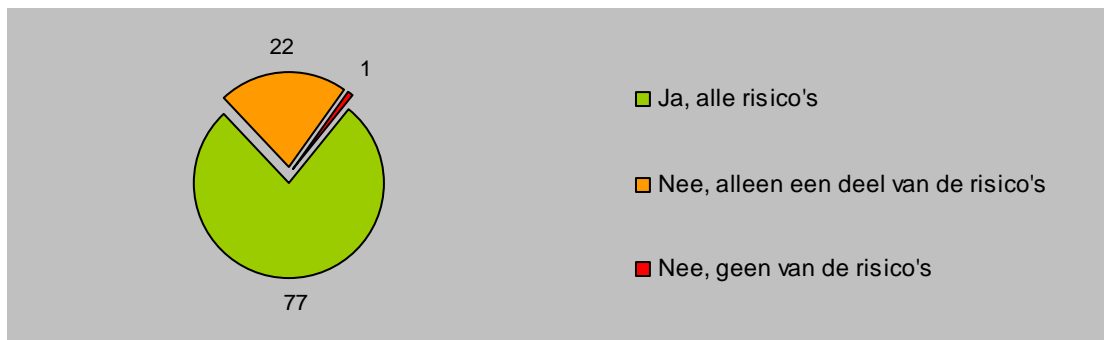 22
1
77
Ja, alle risico's
Nee, alleen een deel van de risico's
Nee, geen van de risico's